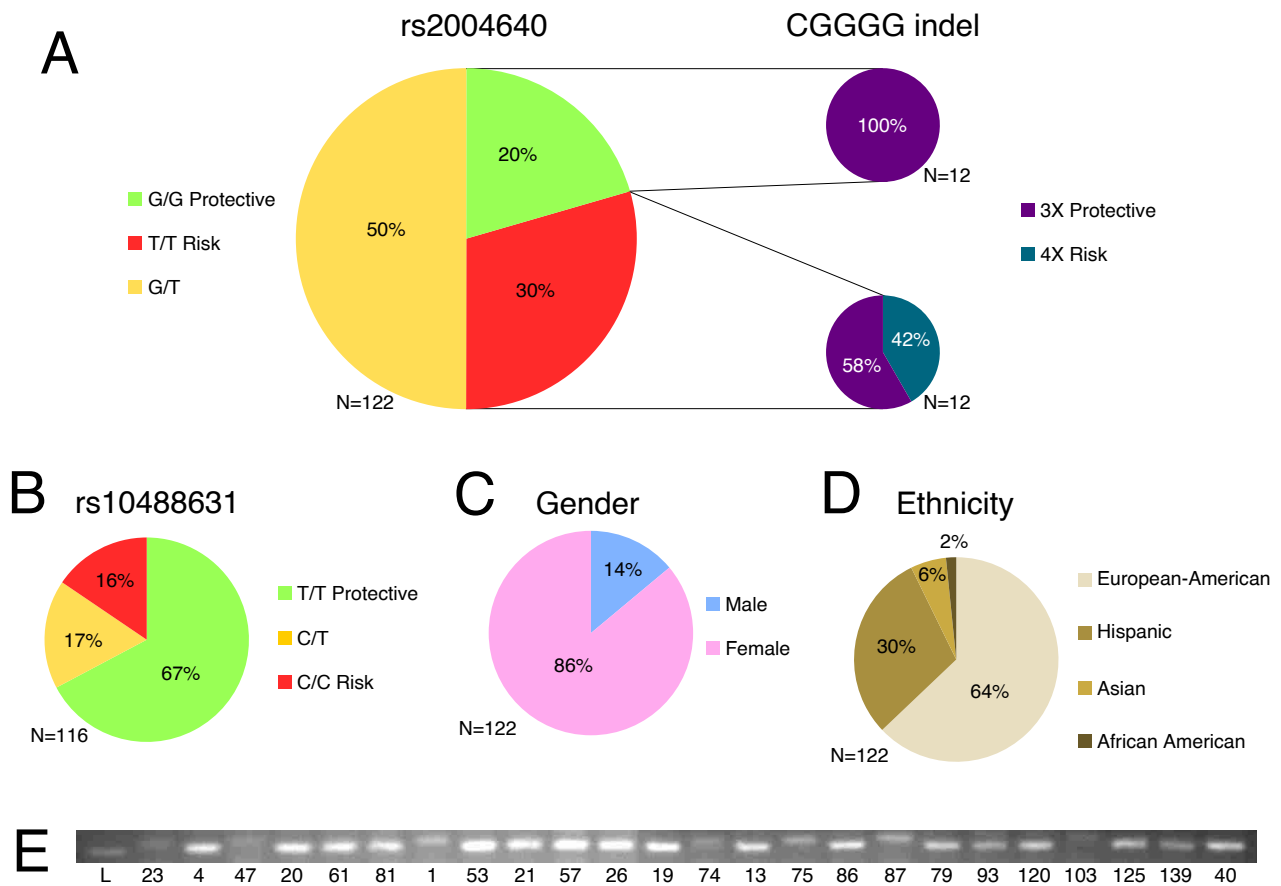 A
rs2004640
CGGGG indel
G/G Protective
T/T Risk
G/T
20%
50%
30%
N=122
100%
N=12
42%
58%
N=12
3X Protective
4X Risk
B
rs10488631
16%
17%
67%
N=116
T/T Protective
C/T
C/C Risk
C
Gender
14%
86%
N=122
Male
Female
D
Ethnicity
2%
6%
30%
64%
N=122
European-American
Hispanic
Asian
African American
E
L 23 4 47 20 61 81 1 53 21 57 26 19 74 13 75 86 87 79 93 120 103 125 139 40